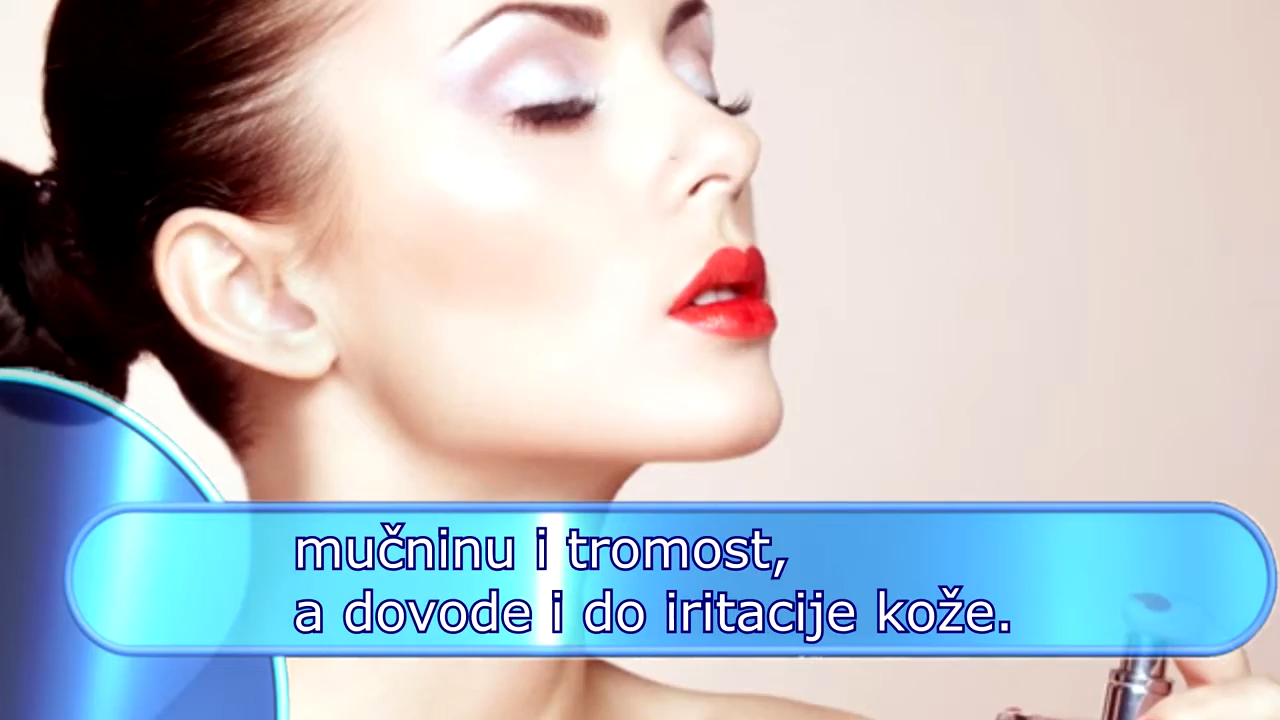 mučninu i tromost,
a dovode i do iritacije kože.